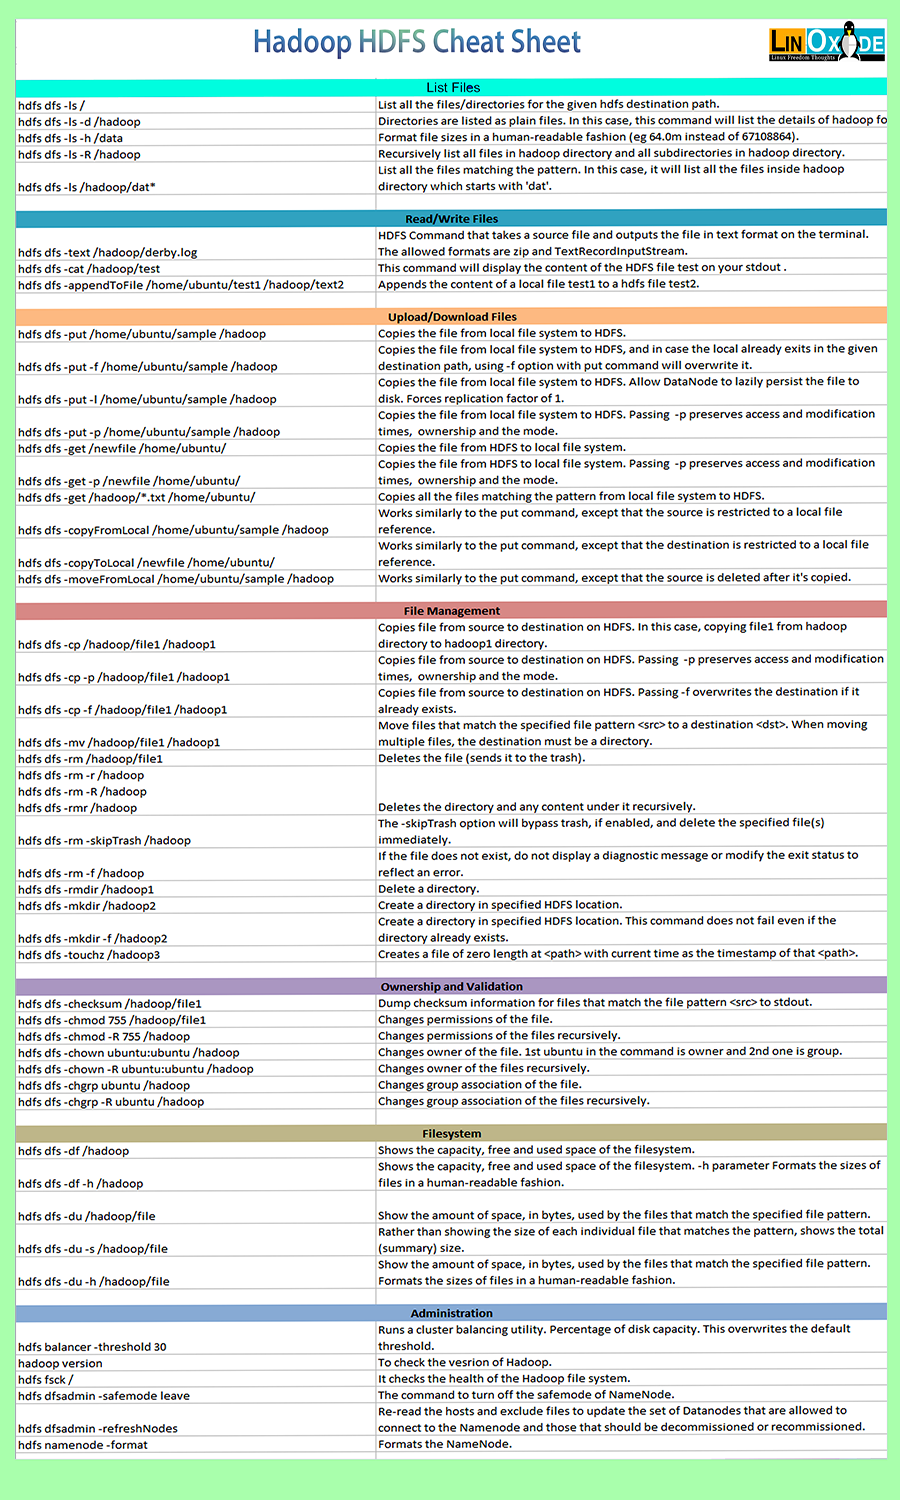 Hadoop HDFS Cheat Sheet
LINOXIDE
Linux Freedom Thoughts
List Files
hdfs dfs -ls /
List all the files/directories for the given hdfs destination path.
hdfs dfs -ls -d /hadoop
Directories are listed as plain files. In this case, this command will list the details of hadoop fo
hdfs dfs -ls -h /data
Format file sizes in a human-readable fashion (eg 64.0m instead of 67108864).
hdfs dfs -ls -R /hadoop
Recursively list all files in hadoop directory and all subdirectories in hadoop directory.
hdfs dfs -ls /hadoop/dat*
List all the files matching the pattern. In this case, it will list all the files inside hadoop
directory which starts with 'dat'.
Read/Write Files
hdfs dfs -text /hadoop/derby.log
HDFS Command that takes a source file and outputs the file in text format on the terminal.
The allowed formats are zip and TextRecordInputStream.
hdfs dfs -cat /hadoop/test
This command will display the content of the HDFS file test on your stdout .
hdfs dfs -appendToFile /home/ubuntu/test1 /hadoop/text2
Appends the content of a local file test1 to a hdfs file test2.
Upload/Download Files
hdfs dfs -put /home/ubuntu/sample /hadoop
Copies the file from local file system to HDFS.
hdfs dfs -put -f /home/ubuntu/sample /hadoop
Copies the file from local file system to HDFS, and in case the local already exits in the given
destination path, using -f option with put command will overwrite it.
hdfs dfs -put -l /home/ubuntu/sample /hadoop
Copies the file from local file system to HDFS. Allow DataNode to lazily persist the file to
disk. Forces replication factor of 1.
hdfs dfs -put -p /home/ubuntu/sample /hadoop
Copies the file from local file system to HDFS. Passing -p preserves access and modification
times, ownership and the mode.
hdfs dfs -get /newfile /home/ubuntu/
Copies the file from HDFS to local file system.
hdfs dfs -get -p /newfile /home/ubuntu/
Copies the file from HDFS to local file system. Passing -p preserves access and modification
times, ownership and the mode.
hdfs dfs -get /hadoop/*.txt /home/ubuntu/
Copies all the files matching the pattern from local file system to HDFS.
hdfs dfs -copyFromLocal /home/ubuntu/sample /hadoop
Works similarly to the put command, except that the source is restricted to a local file
reference.
hdfs dfs -copyToLocal /newfile /home/ubuntu/
Works similarly to the put command, except that the destination is restricted to a local file
reference.
hdfs dfs -moveFromLocal /home/ubuntu/sample /hadoop
Works similarly to the put command, except that the source is deleted after it's copied.
File Management
hdfs dfs -cp /hadoop/file1 /hadoop1
Copies file from source to destination on HDFS. In this case, copying file1 from hadoop
directory to hadoop1 directory.
hdfs dfs -cp -p /hadoop/file1 /hadoop1
Copies file from source to destination on HDFS. Passing -p preserves access and modification
times, ownership and the mode.
hdfs dfs -cp -f /hadoop/file1 /hadoop1
Copies file from source to destination on HDFS. Passing -f overwrites the destination if it
already exists.
hdfs dfs -mv /hadoop/file1 /hadoop1
Move files that match the specified file pattern <src> to a destination <dst>. When moving
multiple files, the destination must be a directory.
hdfs dfs -rm /hadoop/file1
Deletes the file (sends it to the trash).
hdfs dfs -rm -r /hadoop
hdfs dfs -rm -R /hadoop
hdfs dfs -rmr /hadoop
Deletes the directory and any content under it recursively.
hdfs dfs -rm -skipTrash /hadoop
The -skipTrash option will bypass trash, if enabled, and delete the specified file(s)
immediately.
hdfs dfs -rm -f /hadoop
If the file does not exist, do not display a diagnostic message or modify the exit status to
reflect an error.
hdfs dfs -rmdir /hadoop1
Delete a directory.
hdfs dfs -mkdir /hadoop2
Create a directory in specified HDFS location.
hdfs dfs -mkdir -f /hadoop2
Create a directory in specified HDFS location. This command does not fail even if the
directory already exists.
hdfs dfs -touchz /hadoop3
Creates a file of zero length at <path> with current time as the timestamp of that <path>.
Ownership and Validation
hdfs dfs -checksum /hadoop/file1
Dump checksum information for files that match the file pattern <src> to stdout.
hdfs dfs -chmod 755 /hadoop/file1
Changes permissions of the file.
hdfs dfs -chmod -R 755 /hadoop
Changes permissions of the files recursively.
hdfs dfs -chown ubuntu:ubuntu /hadoop
Changes owner of the file. 1st ubuntu in the command is owner and 2nd one is group.
hdfs dfs -chown -R ubuntu:ubuntu /hadoop
Changes owner of the files recursively.
hdfs dfs -chgrp ubuntu /hadoop
Changes group association of the file.
hdfs dfs -chgrp -R ubuntu /hadoop
Changes group association of the files recursively.
Filesystem
hdfs dfs -df /hadoop
Shows the capacity, free and used space of the filesystem.
hdfs dfs -df -h /hadoop
Shows the capacity, free and used space of the filesystem. -h parameter Formats the sizes of
files in a human-readable fashion.
hdfs dfs -du /hadoop/file
Show the amount of space, in bytes, used by the files that match the specified file pattern.
hdfs dfs -du -s /hadoop/file
Rather than showing the size of each individual file that matches the pattern, shows the total
(summary) size.
hdfs dfs -du -h /hadoop/file
Show the amount of space, in bytes, used by the files that match the specified file pattern.
Formats the sizes of files in a human-readable fashion.
Administration
hdfs balancer -threshold 30
Runs a cluster balancing utility. Percentage of disk capacity. This overwrites the default
threshold.
hadoop version
To check the vesrion of Hadoop.
hdfs fsck /
It checks the health of the Hadoop file system.
hdfs dfsadmin -safemode leave
The command to turn off the safemode of NameNode.
hdfs dfsadmin -refreshNodes
Re-read the hosts and exclude files to update the set of Datanodes that are allowed to
connect to the Namenode and those that should be decommissioned or recommissioned.
hdfs namenode -format
Formats the NameNode.